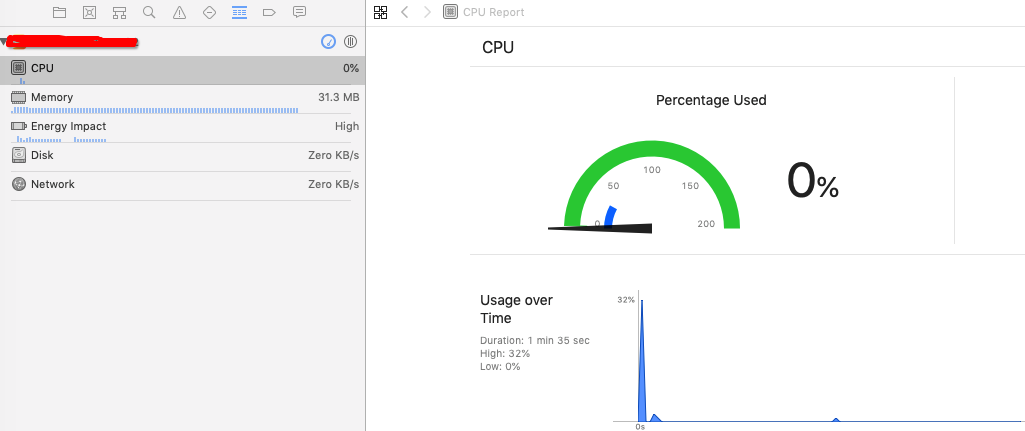 CPU Report
CPU 0%
Memory 31.3 MB
Energy Impact High
Disk Zero KB/s
Network Zero KB/s
CPU
Percentage Used
0
50
100
150
200
0%
Usage over
Time
Duration: 1 min 35 sec
High: 32%
Low: 0%
32%
0s